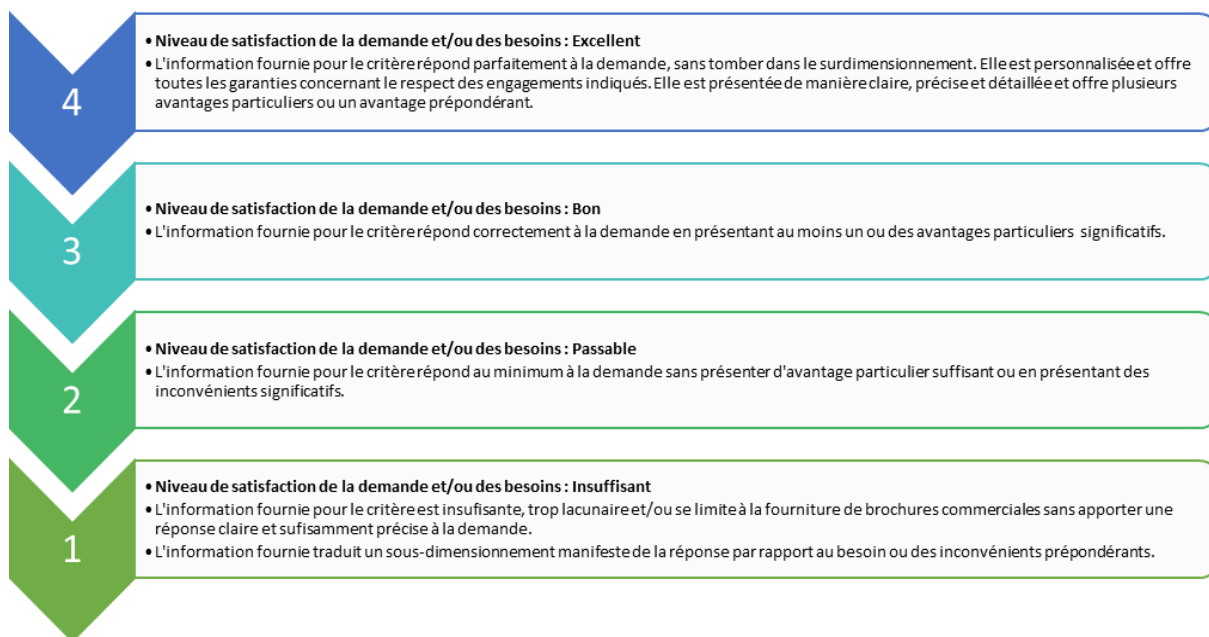 4
• Niveau de satisfaction de la demande et/ou des besoins : Excellent
• L'information fournie pour le critère répond parfaitement à la demande, sans tomber dans le surdimensionnement. Elle est personnalisée et offre
toutes les garanties concernant le respect des engagements indiqués. Elle est présentée de manière claire, précise et détaillée et offre plusieurs
avantages particuliers ou un avantage prépondérant.
3
• Niveau de satisfaction de la demande et/ou des besoins : Bon
• L'information fournie pour le critère répond correctement à la demande en présentant au moins un ou des avantages particuliers significatifs.
2
• Niveau de satisfaction de la demande et/ou des besoins : Passable
• L'information fournie pour le critère répond au minimum à la demande sans présenter d'avantage particulier suffisant ou en présentant des
inconvénients significatifs.
1
• Niveau de satisfaction de la demande et/ou des besoins : Insuffisant
• L'information fournie pour le critère est insufisante, trop lacunaire et/ou se limite à la fourniture de brochures commerciales sans apporter une
réponse claire et sufisamment précise à la demande.
• L'information fournie traduit un sous-dimensionnement manifeste de la réponse par rapport au besoin ou des inconvénients prépondérants.